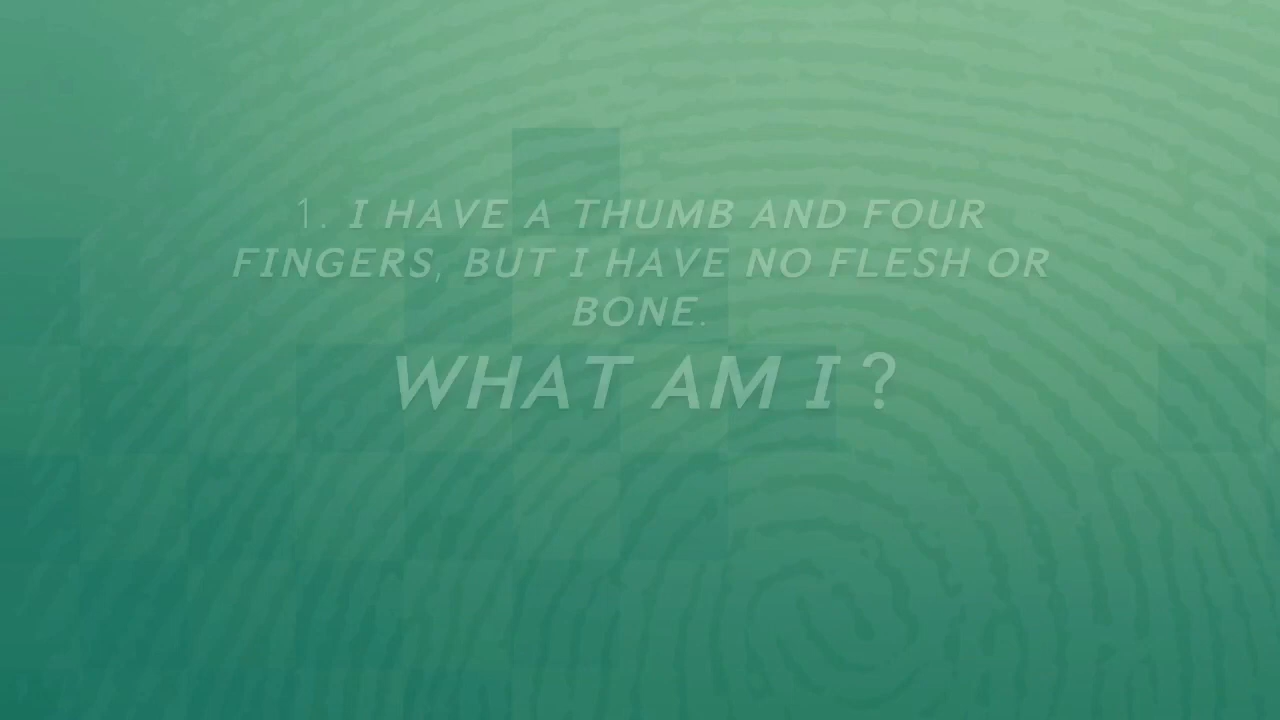 1. I HAVE A THUMB AND FOUR
FINGERS, BUT I HAVE NO FLESH OR
BONE.
WHAT AM I ?